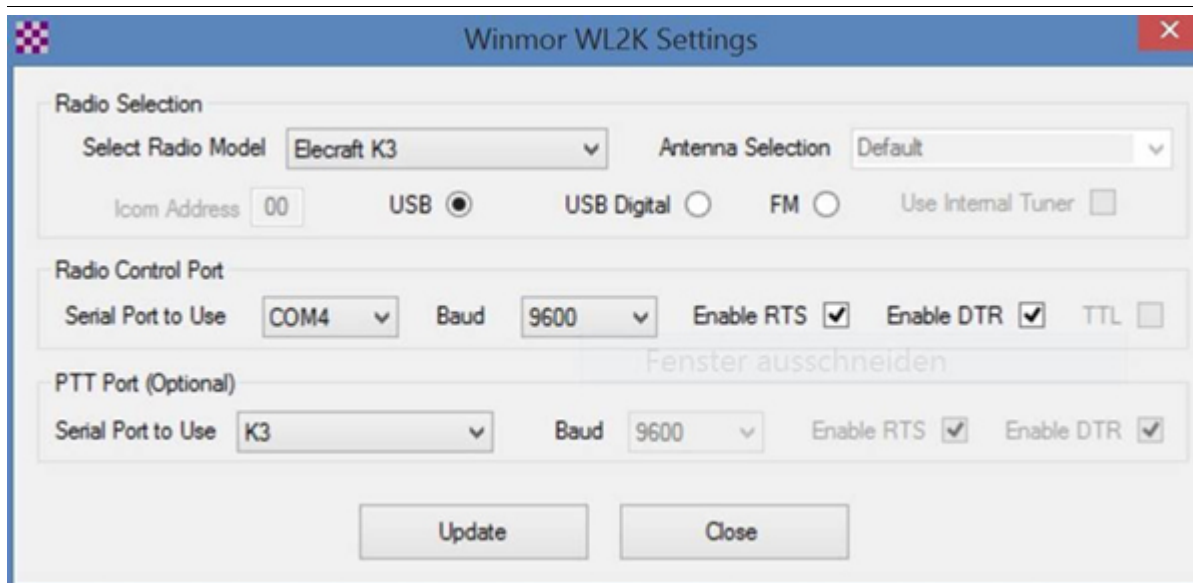 Winmor WL2K Settings
Radio Selection
Select Radio Model Elecraft K3 Antenna Selection Default
Icom Address 00 USB USB Digital FM Use Internal Tuner
Radio Control Port
Serial Port to Use COM4 Baud 9600 Enable RTS Enable DTR TTL
Fenster ausschneiden
PTT Port (Optional)
Serial Port to Use K3 Baud 9600 Enable RTS Enable DTR
Update Close